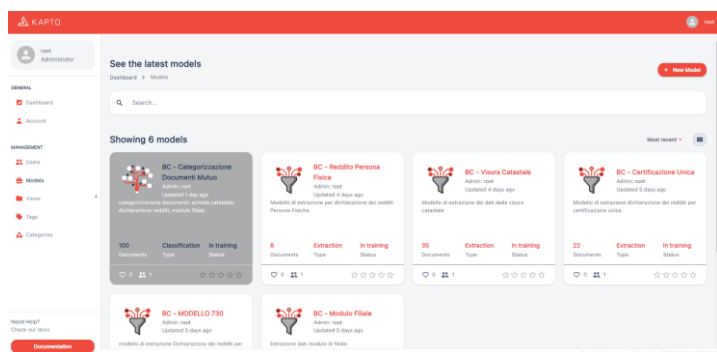 KAPTO
root
root
Administrator
GENERAL
Dashboard
Account
MANAGEMENT
Users
Models
Views
Tags
Categories
Need Help?
Check our docs
Documentation
See the latest models
Dashboard > Models
+ New Model
Search...
Showing 6 models
Most recent
BC - Categorizzazione
Documenti Mutuo
Admin: root
Updated 1 day ago
categorizzazione documenti: scheda catastale;
dichiarazione redditi; modulo filiale
100 Classification In training
Documents Type Status
0 1
BC - Reddito Persona
Fisica
Admin: root
Updated 4 days ago
Modello di estrazione per dichiarazione dei redditi
Persone Fisiche
8 Extraction In training
Documents Type Status
0 1
BC - Visura Catastale
Admin: root
Updated 4 days ago
Modello di estrazione dei dati della visura
catastale
35 Extraction In training
Documents Type Status
0 1
BC - Certificazione Unica
Admin: root
Updated 5 days ago
Modello di estrazione dichiarazione dei redditi per
certificazione unica
22 Extraction In training
Documents Type Status
0 1
BC - MODELLO 730
Admin: root
Updated 5 days ago
modello di estrazione Dichiarazione dei redditi per
BC - Modulo Filiale
Admin: root
Updated 5 days ago
Estrazione dati modulo di filiale